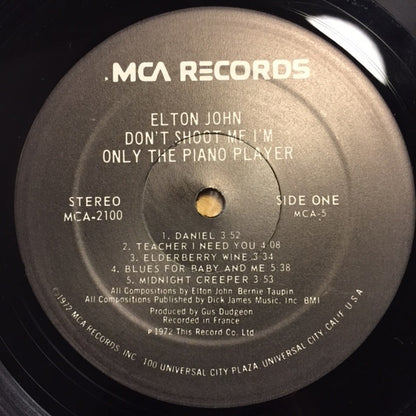 MCA RECORDS
ELTON JOHN
DON'T SHOOT ME I'M
ONLY THE PIANO PLAYER
STEREO
MCA-2100
SIDE ONE
MCA-5
1. DANIEL 3:52
2. TEACHER I NEED YOU 4:08
3. ELDERBERRY WINE 3:34
4. BLUES FOR BABY AND ME 5:38
5. MIDNIGHT CREEPER 3:53
All Compositions by Elton John Bernie Taupin
All Compositions Published by Dick James Music, Inc BMI
Produced by Gus Dudgeon
Recorded in France
℗ 1972 This Record Co. Ltd.
©1972 MCA RECORDS INC 100 UNIVERSAL CITY PLAZA, UNIVERSAL CITY, CALIF. U.S.A.